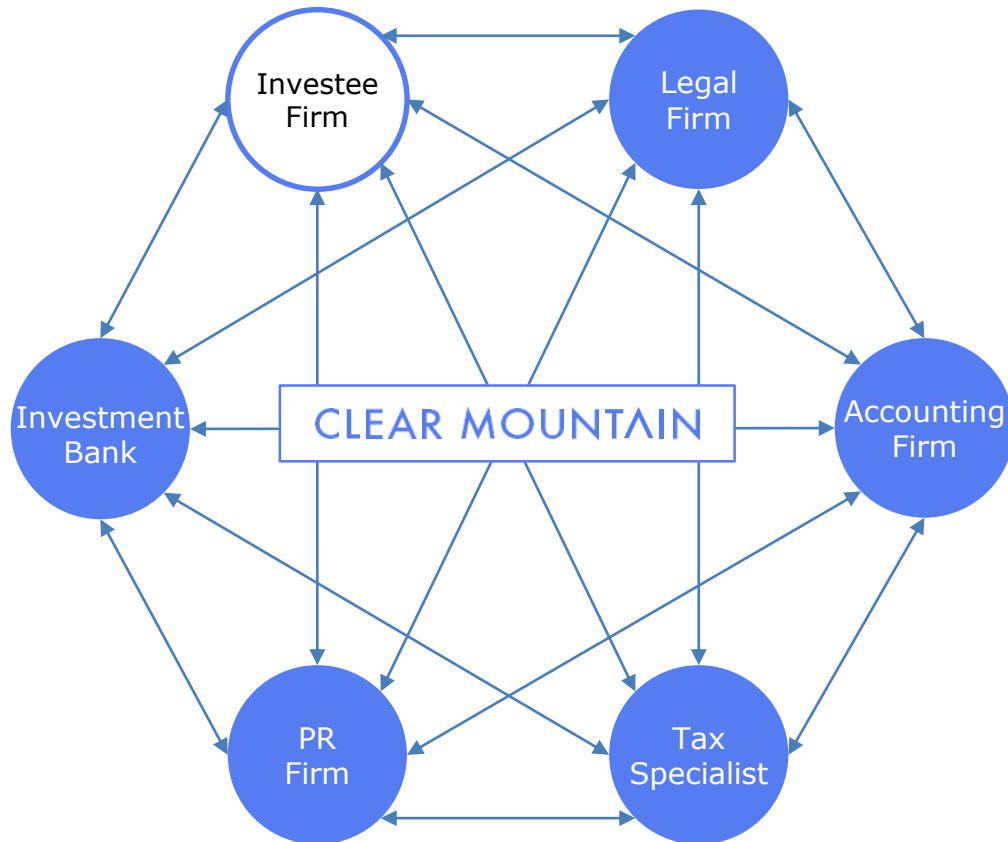 Investee
Firm
Legal
Firm
Investment
Bank
CLEAR MOUNTAIN
Accounting
Firm
PR
Firm
Tax
Specialist